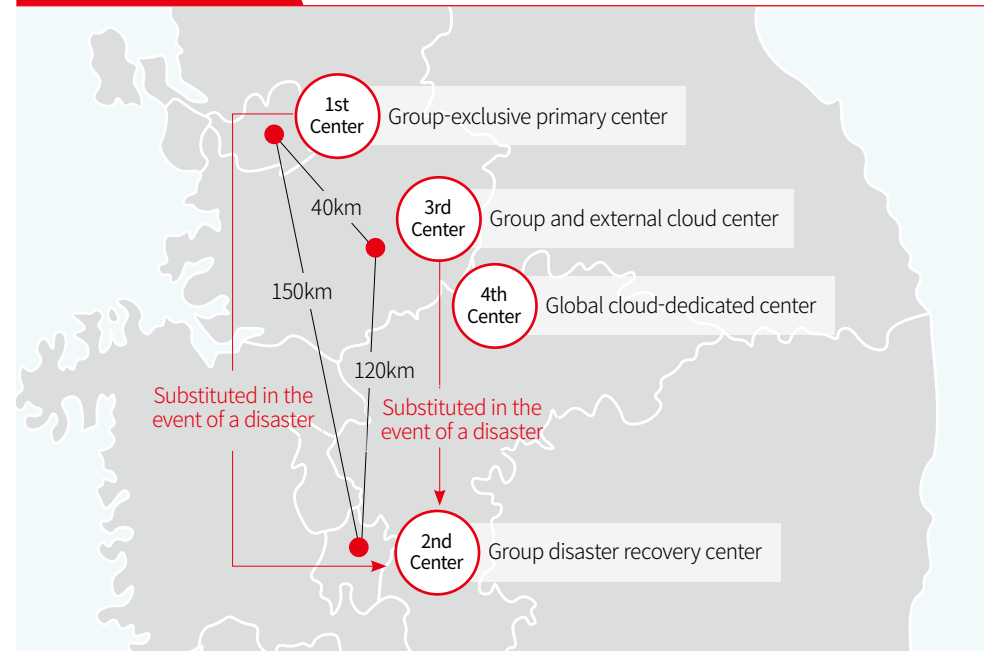 1st
Center
Group-exclusive primary center
40km
3rd
Center
Group and external cloud center
150km
4th
Center
Global cloud-dedicated center
120km
Substituted in the
event of a disaster
Substituted in the
event of a disaster
2nd
Center
Group disaster recovery center